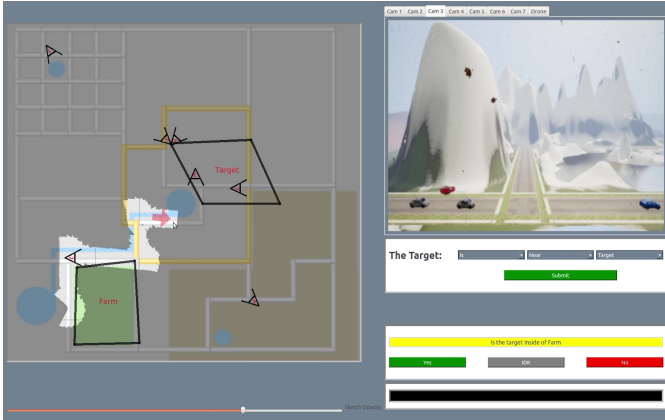 Cam 1 Cam 2 Cam 3 Cam 4 Cam 5 Cam 6 Cam 7 Drone
Target
Farm
The Target: Is Near Target
Submit
Is the target Inside of Farm
Yes IDK No
Sketch Opacity